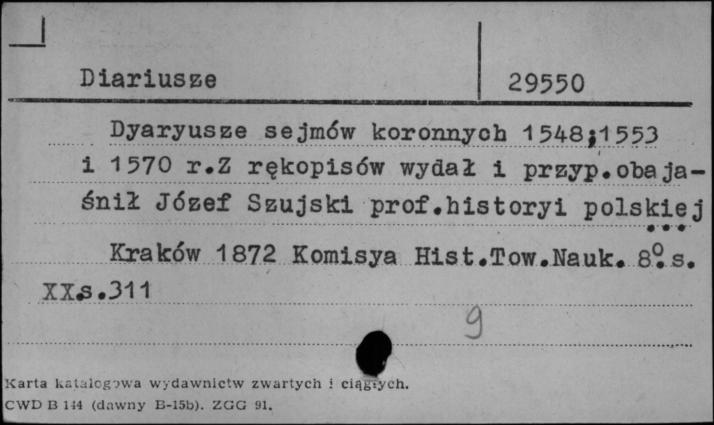 Diariusze 29550
Dyaryusze sejmów koronnych 1548;1553
i 1570 r.Z rękopisów wydał i przyp.obaja-
śnił Józef Szujski prof.historyi polskiej
...
Kraków 1872 Komisya Hist.Tow.Nauk. 8º.s.
XX.s.311
9
Karta katalogowa wydawnictw zwartych i ciągłych.
CWD B 144 (dawny B-15b). ZGG 91.